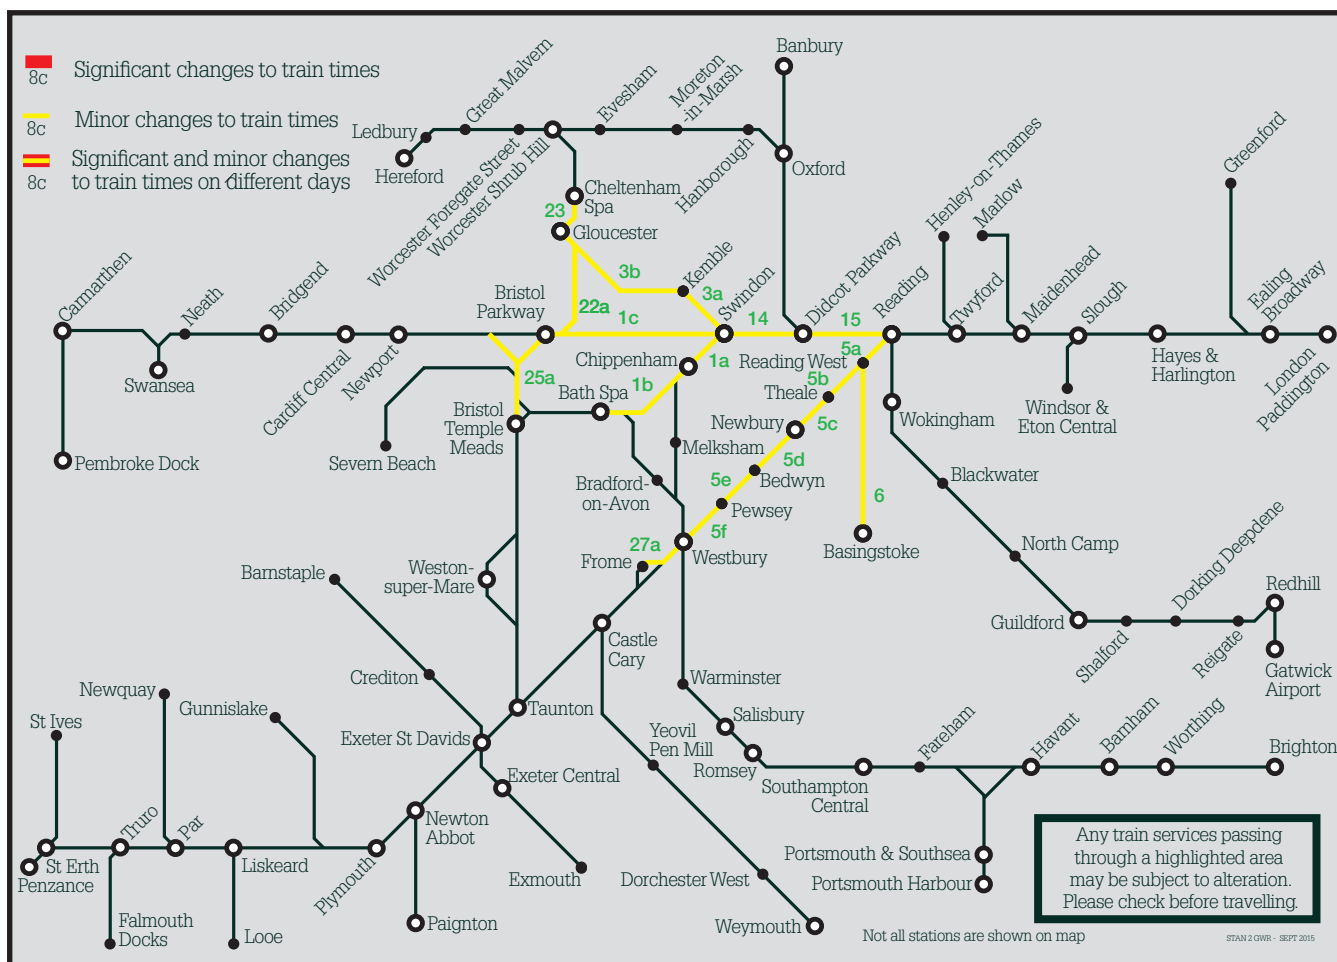 8c
Significant changes to train times
8c
Minor changes to train times
8c
Significant and minor changes
to train times on different days
Banbury
Moreton
-in-Marsh
Evesham
Great Malvern
Ledbury
Hereford
Worcester Foregate Street
Worcester Shrub Hill
Hanborough
Oxford
Henley-on-Thames
Marlow
Greenford
Cheltenham
Spa
23
Gloucester
3b
Kemble
3a
22a
Carmarthen
Neath
Bridgend
Cardiff Central
Newport
Bristol
Parkway
1c
Swindon
14
Didcot Parkway
15
Reading
Twyford
Maidenhead
Slough
Hayes &
Harlington
Ealing
Broadway
London
Paddington
Swansea
Chippenham
1a
Reading West
5a
25a
Bath Spa
1b
Theale
5b
Windsor &
Eton Central
Wokingham
Bristol
Temple
Meads
Newbury
5c
Pembroke Dock
Severn Beach
Melksham
5d
Bedwyn
Blackwater
Bradford-
on-Avon
5e
Pewsey
6
5f
27a
Westbury
Basingstoke
North Camp
Frome
Barnstaple
Weston-
super-Mare
Dorking Deepdene
Redhill
Guildford
Shalford
Reigate
Gatwick
Airport
Castle
Cary
Crediton
Warminster
Newquay
Gunnislake
St Ives
Taunton
Salisbury
Yeovil
Pen Mill
Romsey
Exeter St Davids
Fareham
Havant
Barnham
Worthing
Brighton
Exeter Central
Southampton
Central
Newton
Abbot
Truro
Par
St Erth
Penzance
Liskeard
Plymouth
Exmouth
Dorchester West
Portsmouth & Southsea
Portsmouth Harbour
Falmouth
Docks
Looe
Paignton
Weymouth
Any train services passing
through a highlighted area
may be subject to alteration.
Please check before travelling.
Not all stations are shown on map
STAN 2 GWR - SEPT 2015